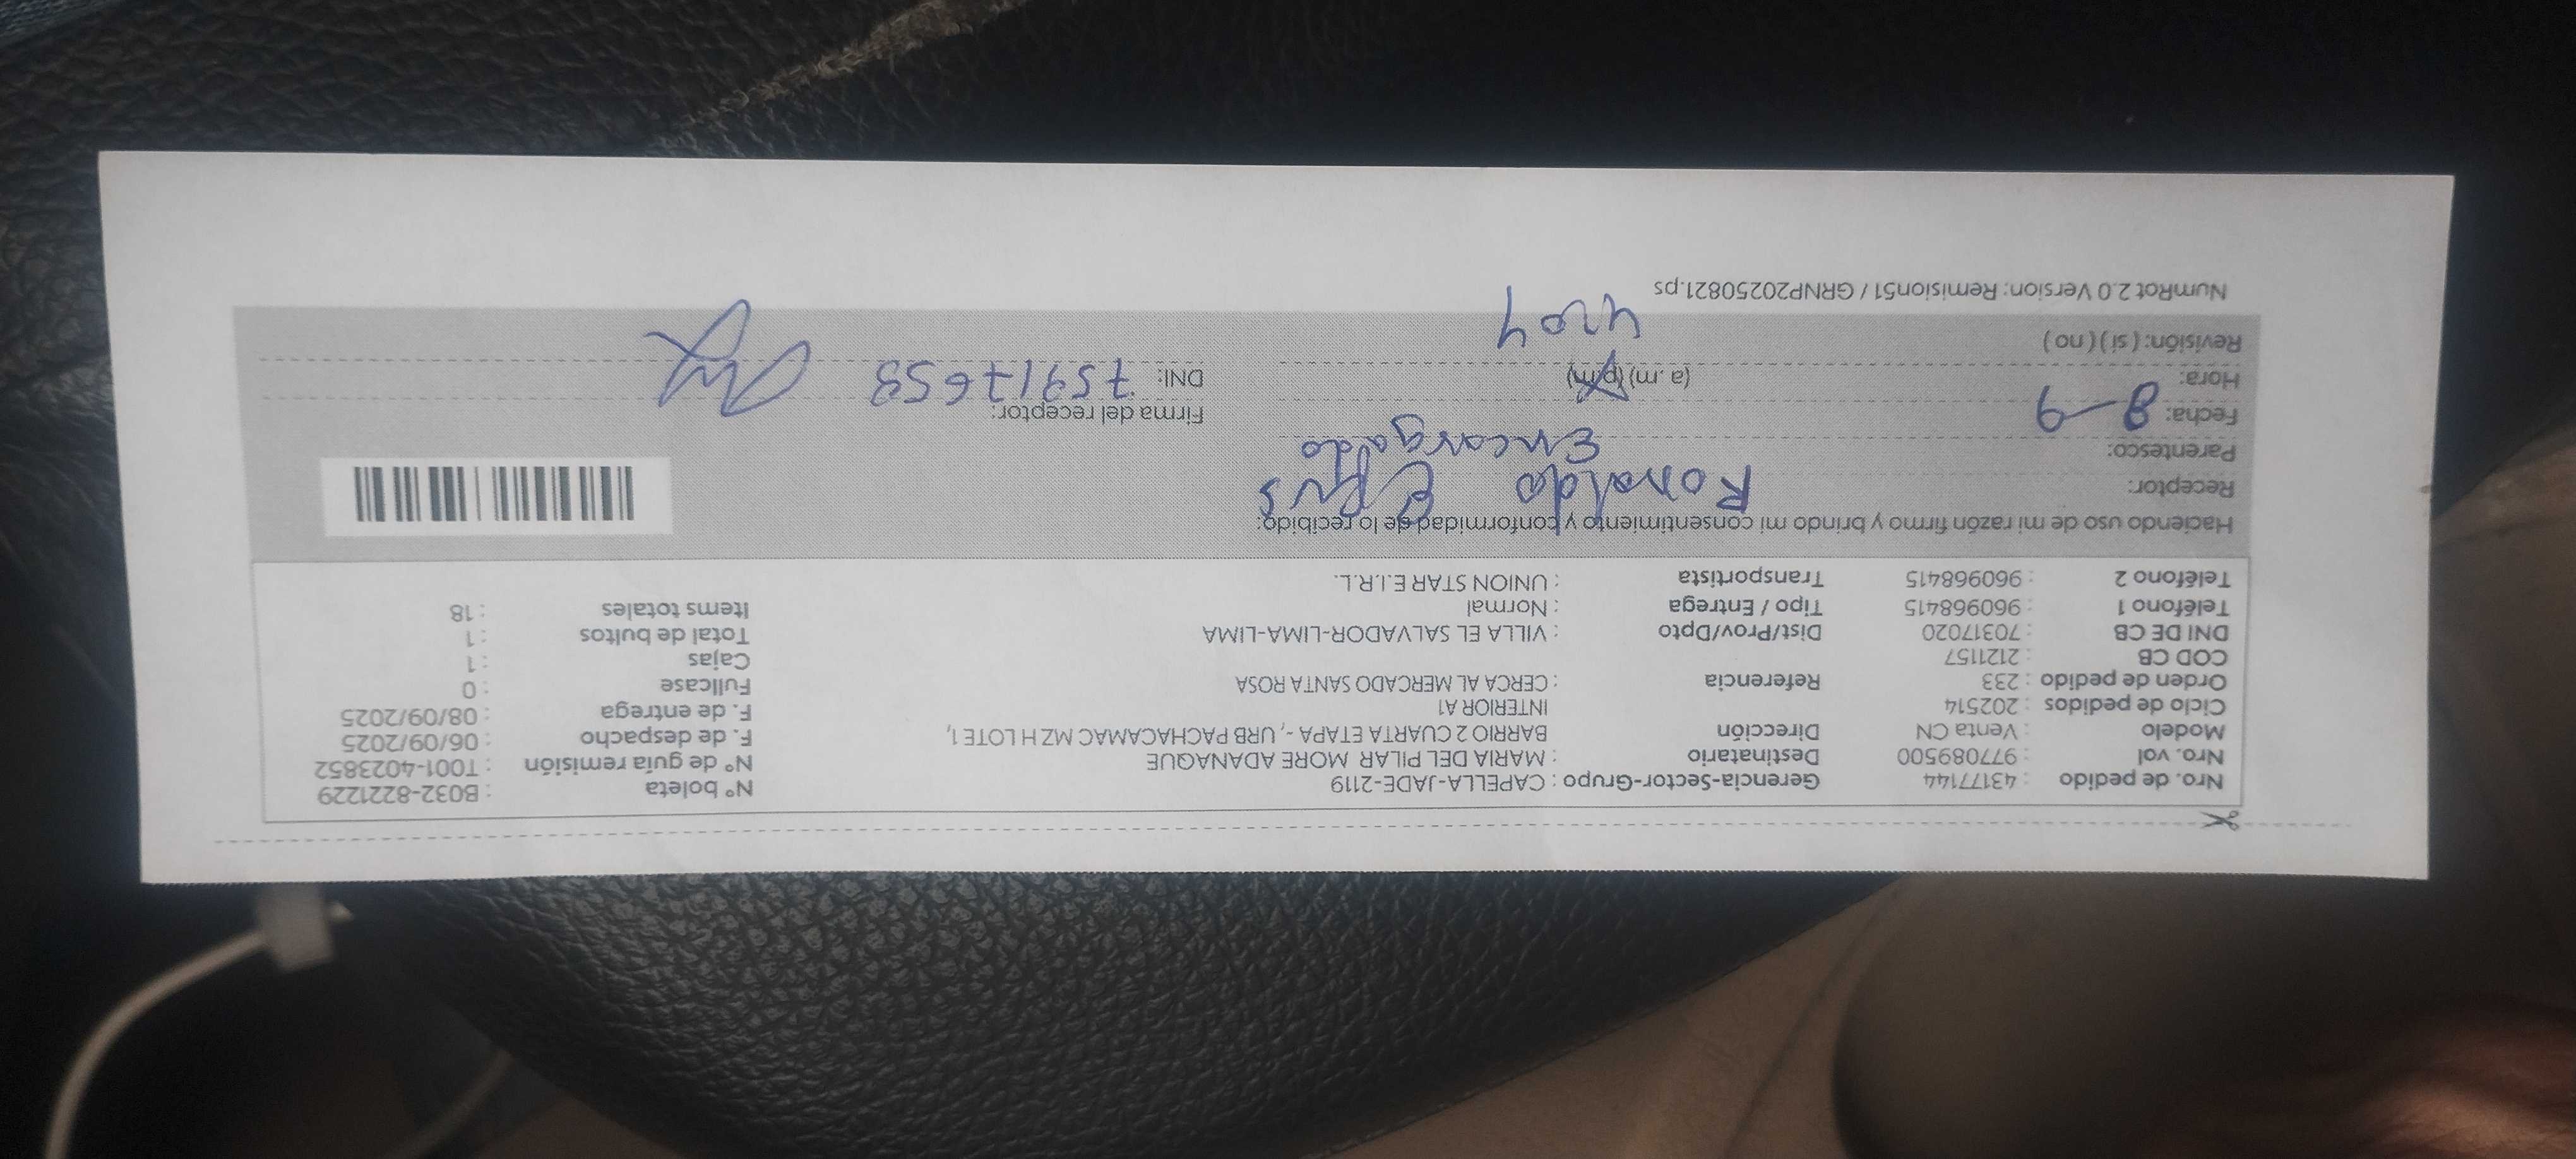 Nro. de pedido : 43177144 Gerencia-Sector-Grupo : CAPELLA-JADE-2119 N° boleta : B032-8221229
Nro. vol : 977089500 Destinatario : MARIA DEL PILAR MORE ADANAQUE N° de guía remisión : T001-4023852
Modelo : Venta CN Dirección BARRIO 2 CUARTA ETAPA -, URB PACHACAMAC MZ H LOTE 1, F. de despacho : 06/09/2025
Ciclo de pedidos : 202514 INTERIOR A1 F. de entrega : 08/09/2025
Orden de pedido : 233 Referencia : CERCA AL MERCADO SANTA ROSA Fullcase : 0
COD CB : 2121157 Cajas : 1
DNI DE CB : 70317020 Dist/Prov/Dpto : VILLA EL SALVADOR-LIMA-LIMA Total de bultos : 1
Teléfono 1 : 960968415 Tipo / Entrega : Normal Items totales : 18
Teléfono 2 : 960968415 Transportista : UNION STAR E.I.R.L.
Haciendo uso de mi razón firmo y brindo mi consentimiento y conformidad de lo recibido:
Receptor: Ronaldo
Parentesco: Encargado
Fecha: 8-9 Firma del receptor:
Hora: (a.m) (p.m) DNI: 75917658
Revisión: ( si ) ( no )
NumRot 2.0 Version: Remision51 / GRNP20250821.ps